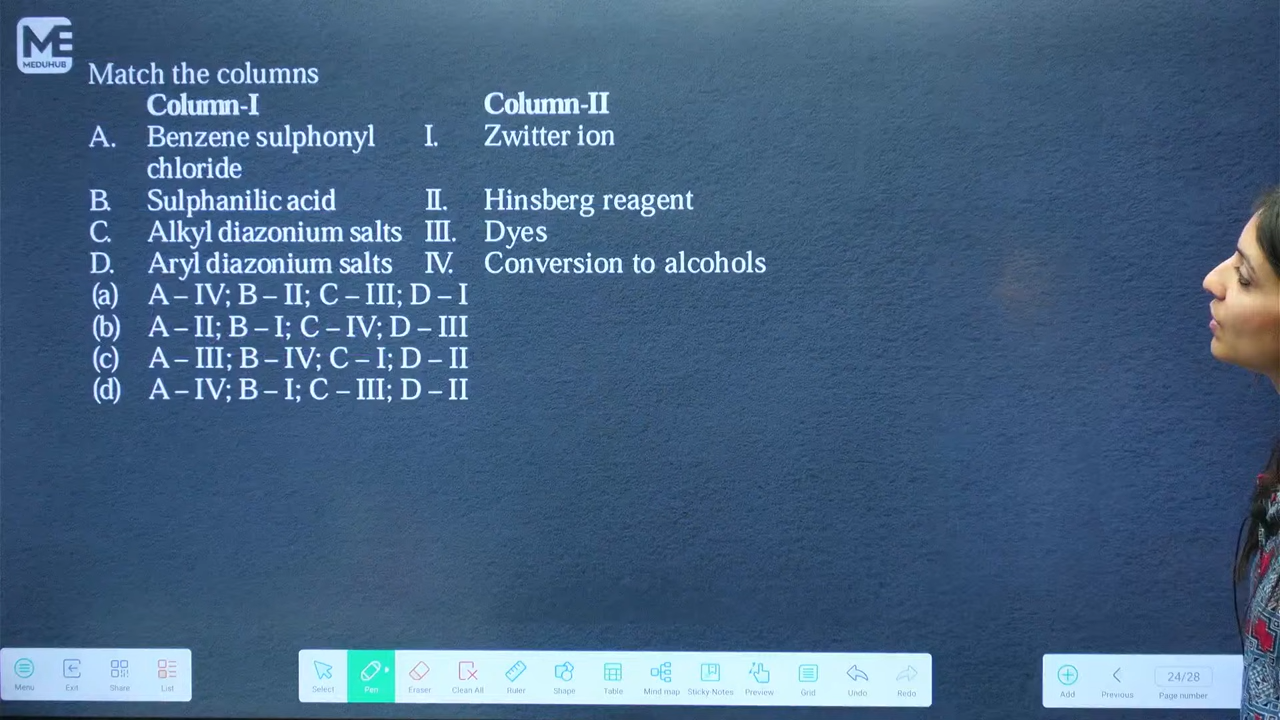 ME
MEDUHUB
Match the columns
Column-I Column-II
A. Benzene sulphonyl I. Zwitter ion
chloride
B. Sulphanilic acid II. Hinsberg reagent
C. Alkyl diazonium salts III. Dyes
D. Aryl diazonium salts IV. Conversion to alcohols
(a) A – IV; B – II; C – III; D – I
(b) A – II; B – I; C – IV; D – III
(c) A – III; B – IV; C – I; D – II
(d) A – IV; B – I; C – III; D – II
Menu Exit Share List Select Pen Eraser Clean All Ruler Shape Table Mind map Sticky Notes Preview Grid Undo Redo Add Previous 24/28 Page number